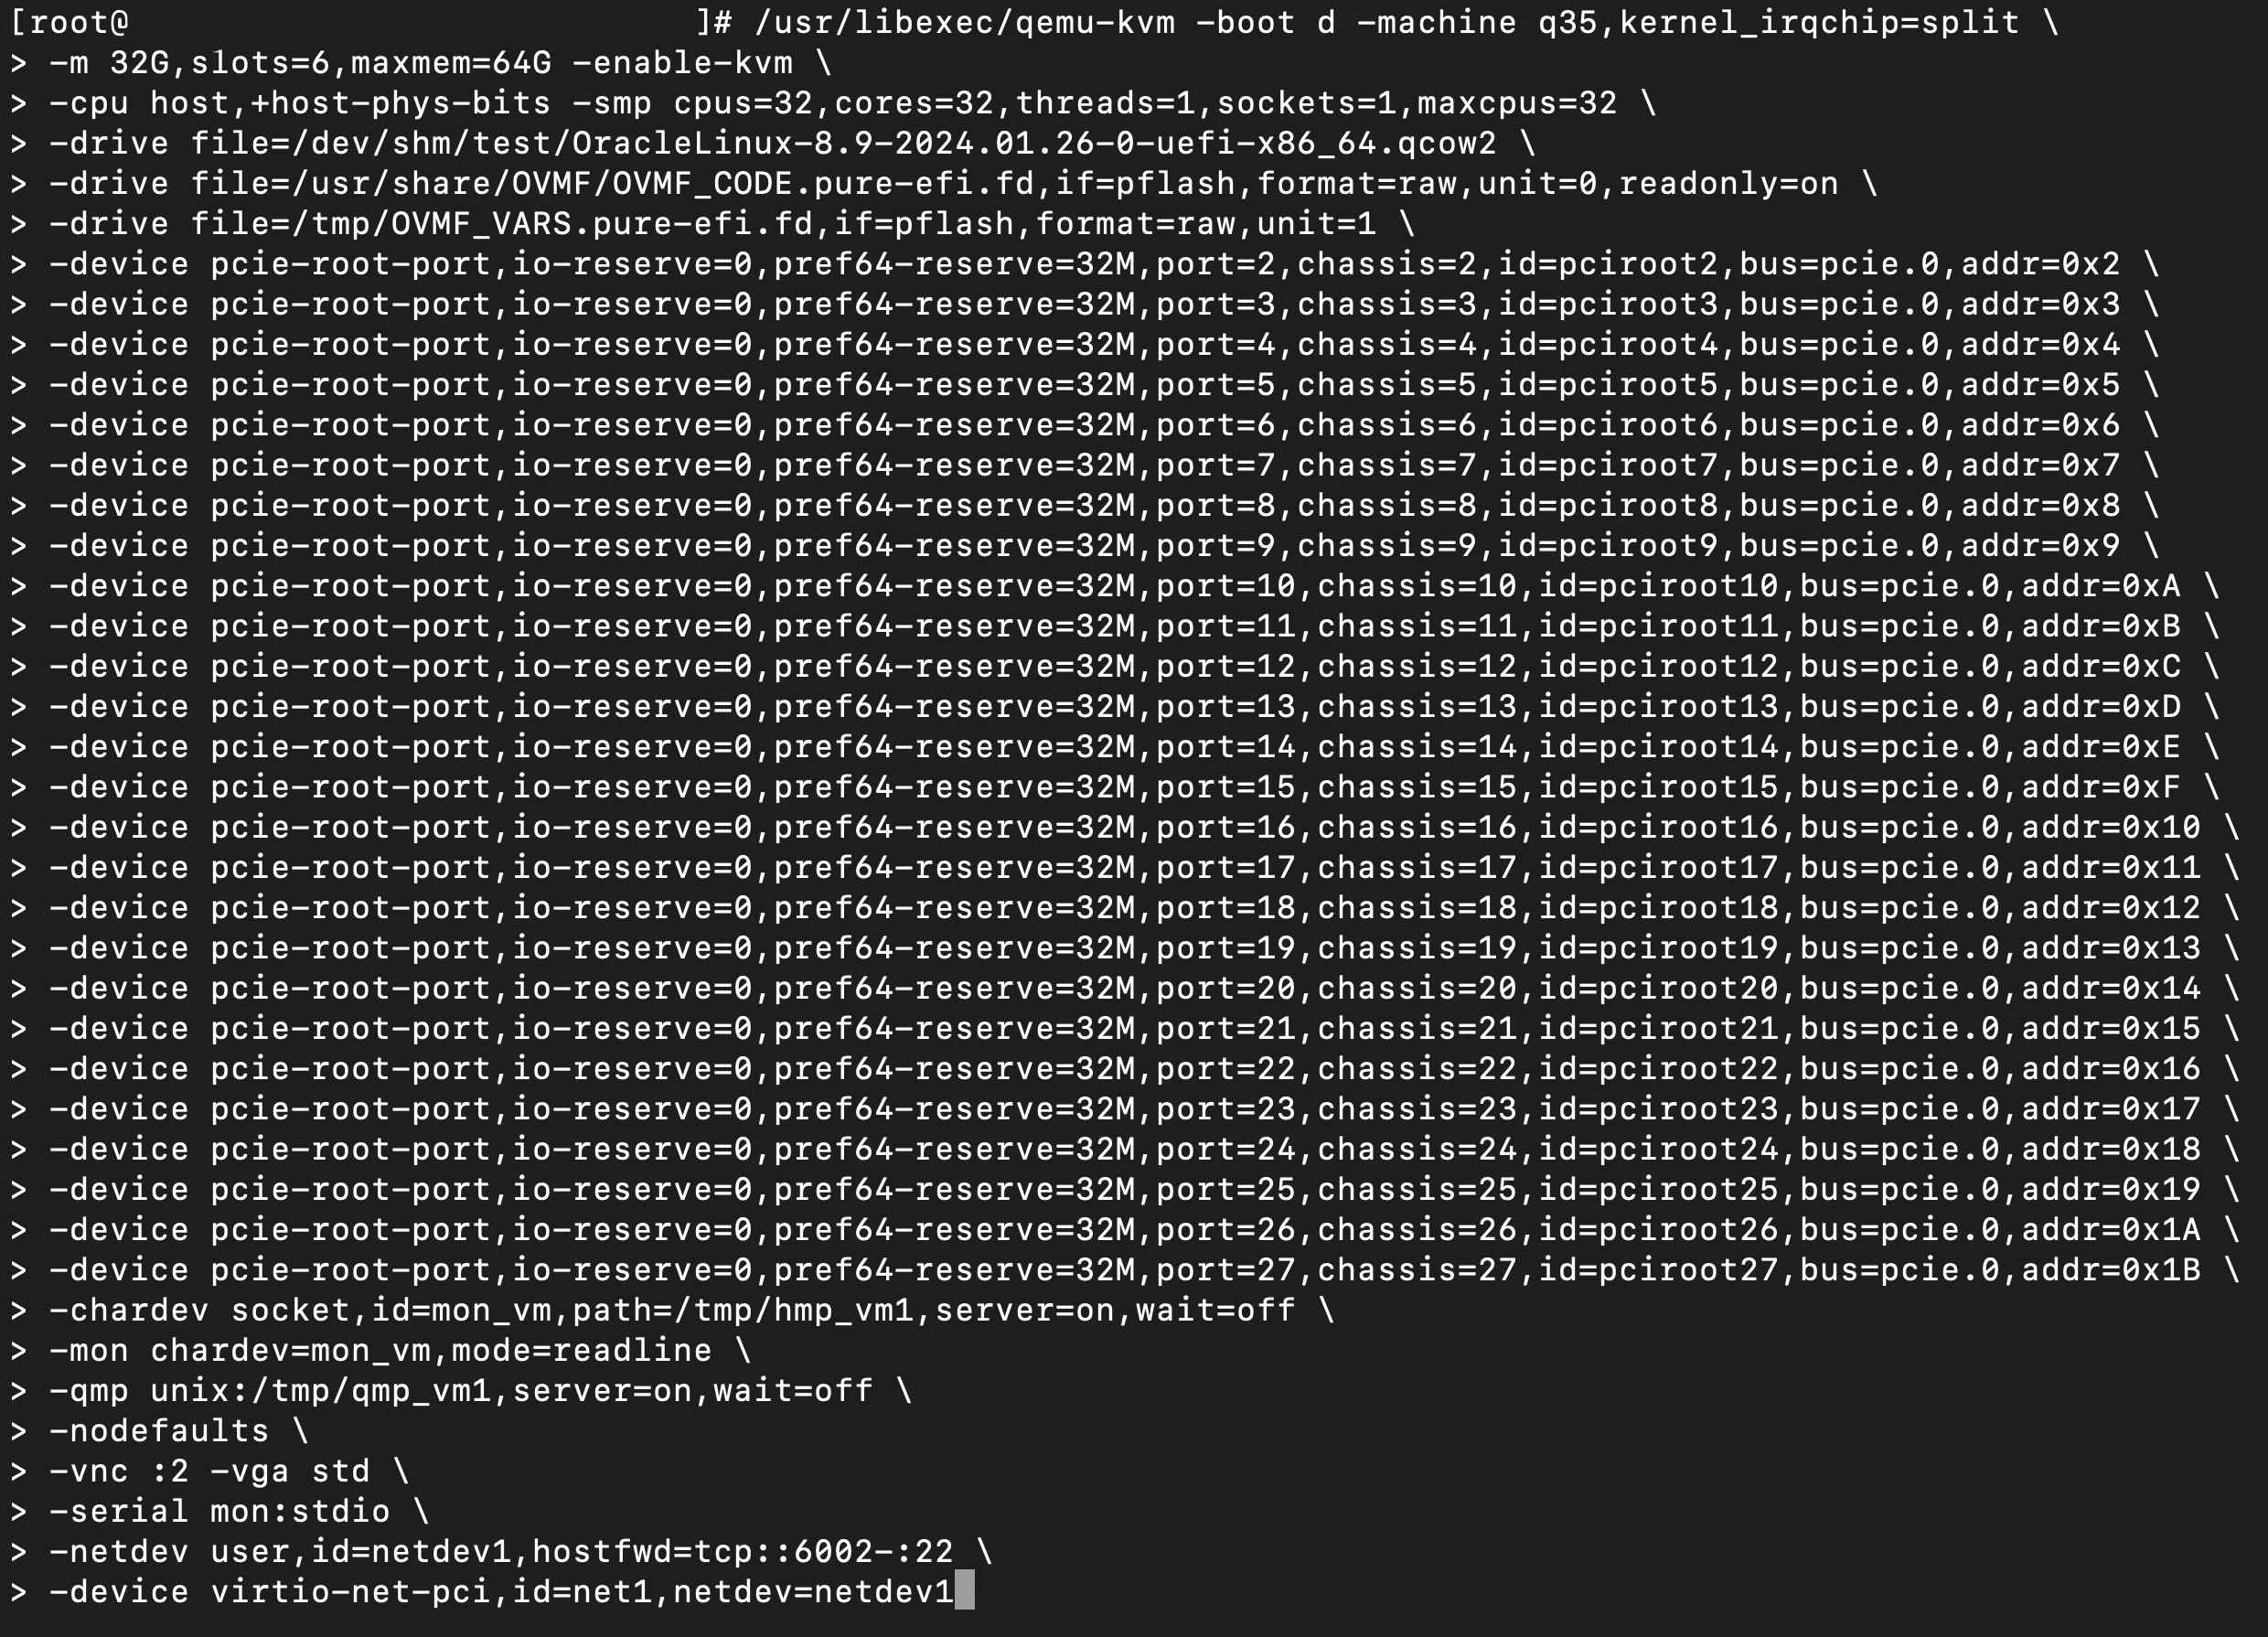 [root@ ]# /usr/libexec/qemu-kvm -boot d -machine q35,kernel_irqchip=split \
> -m 32G,slots=6,maxmem=64G -enable-kvm \
> -cpu host,+host-phys-bits -smp cpus=32,cores=32,threads=1,sockets=1,maxcpus=32 \
> -drive file=/dev/shm/test/OracleLinux-8.9-2024.01.26-0-uefi-x86_64.qcow2 \
> -drive file=/usr/share/OVMF/OVMF_CODE.pure-efi.fd,if=pflash,format=raw,unit=0,readonly=on \
> -drive file=/tmp/OVMF_VARS.pure-efi.fd,if=pflash,format=raw,unit=1 \
> -device pcie-root-port,io-reserve=0,pref64-reserve=32M,port=2,chassis=2,id=pciroot2,bus=pcie.0,addr=0x2 \
> -device pcie-root-port,io-reserve=0,pref64-reserve=32M,port=3,chassis=3,id=pciroot3,bus=pcie.0,addr=0x3 \
> -device pcie-root-port,io-reserve=0,pref64-reserve=32M,port=4,chassis=4,id=pciroot4,bus=pcie.0,addr=0x4 \
> -device pcie-root-port,io-reserve=0,pref64-reserve=32M,port=5,chassis=5,id=pciroot5,bus=pcie.0,addr=0x5 \
> -device pcie-root-port,io-reserve=0,pref64-reserve=32M,port=6,chassis=6,id=pciroot6,bus=pcie.0,addr=0x6 \
> -device pcie-root-port,io-reserve=0,pref64-reserve=32M,port=7,chassis=7,id=pciroot7,bus=pcie.0,addr=0x7 \
> -device pcie-root-port,io-reserve=0,pref64-reserve=32M,port=8,chassis=8,id=pciroot8,bus=pcie.0,addr=0x8 \
> -device pcie-root-port,io-reserve=0,pref64-reserve=32M,port=9,chassis=9,id=pciroot9,bus=pcie.0,addr=0x9 \
> -device pcie-root-port,io-reserve=0,pref64-reserve=32M,port=10,chassis=10,id=pciroot10,bus=pcie.0,addr=0xA \
> -device pcie-root-port,io-reserve=0,pref64-reserve=32M,port=11,chassis=11,id=pciroot11,bus=pcie.0,addr=0xB \
> -device pcie-root-port,io-reserve=0,pref64-reserve=32M,port=12,chassis=12,id=pciroot12,bus=pcie.0,addr=0xC \
> -device pcie-root-port,io-reserve=0,pref64-reserve=32M,port=13,chassis=13,id=pciroot13,bus=pcie.0,addr=0xD \
> -device pcie-root-port,io-reserve=0,pref64-reserve=32M,port=14,chassis=14,id=pciroot14,bus=pcie.0,addr=0xE \
> -device pcie-root-port,io-reserve=0,pref64-reserve=32M,port=15,chassis=15,id=pciroot15,bus=pcie.0,addr=0xF \
> -device pcie-root-port,io-reserve=0,pref64-reserve=32M,port=16,chassis=16,id=pciroot16,bus=pcie.0,addr=0x10 \
> -device pcie-root-port,io-reserve=0,pref64-reserve=32M,port=17,chassis=17,id=pciroot17,bus=pcie.0,addr=0x11 \
> -device pcie-root-port,io-reserve=0,pref64-reserve=32M,port=18,chassis=18,id=pciroot18,bus=pcie.0,addr=0x12 \
> -device pcie-root-port,io-reserve=0,pref64-reserve=32M,port=19,chassis=19,id=pciroot19,bus=pcie.0,addr=0x13 \
> -device pcie-root-port,io-reserve=0,pref64-reserve=32M,port=20,chassis=20,id=pciroot20,bus=pcie.0,addr=0x14 \
> -device pcie-root-port,io-reserve=0,pref64-reserve=32M,port=21,chassis=21,id=pciroot21,bus=pcie.0,addr=0x15 \
> -device pcie-root-port,io-reserve=0,pref64-reserve=32M,port=22,chassis=22,id=pciroot22,bus=pcie.0,addr=0x16 \
> -device pcie-root-port,io-reserve=0,pref64-reserve=32M,port=23,chassis=23,id=pciroot23,bus=pcie.0,addr=0x17 \
> -device pcie-root-port,io-reserve=0,pref64-reserve=32M,port=24,chassis=24,id=pciroot24,bus=pcie.0,addr=0x18 \
> -device pcie-root-port,io-reserve=0,pref64-reserve=32M,port=25,chassis=25,id=pciroot25,bus=pcie.0,addr=0x19 \
> -device pcie-root-port,io-reserve=0,pref64-reserve=32M,port=26,chassis=26,id=pciroot26,bus=pcie.0,addr=0x1A \
> -device pcie-root-port,io-reserve=0,pref64-reserve=32M,port=27,chassis=27,id=pciroot27,bus=pcie.0,addr=0x1B \
> -chardev socket,id=mon_vm,path=/tmp/hmp_vm1,server=on,wait=off \
> -mon chardev=mon_vm,mode=readline \
> -qmp unix:/tmp/qmp_vm1,server=on,wait=off \
> -nodefaults \
> -vnc :2 -vga std \
> -serial mon:stdio \
> -netdev user,id=netdev1,hostfwd=tcp::6002-:22 \
> -device virtio-net-pci,id=net1,netdev=netdev1